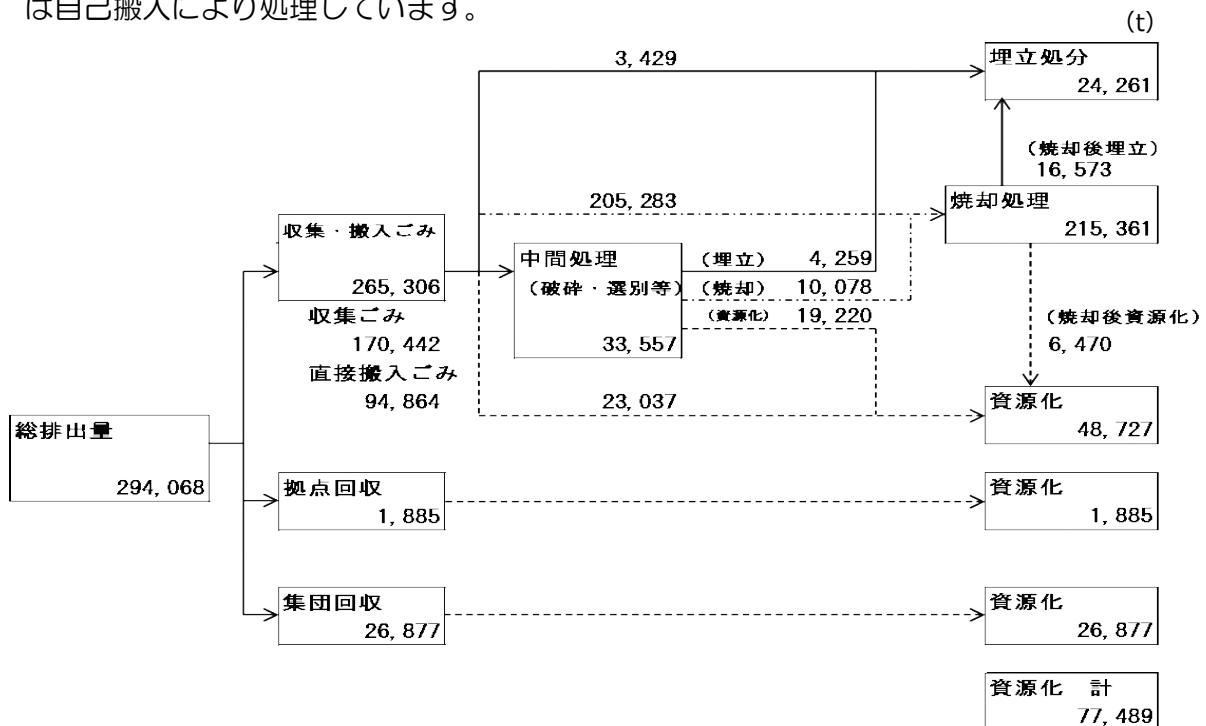 は自己搬入により処理しています。
(t)
3, 429
埋立処分
24, 261
(焼却後埋立)
16, 573
205, 283
焼却処理
215, 361
収集・搬入ごみ
265, 306
収集ごみ
170, 442
直接搬入ごみ
94, 864
中間処理
(破砕・選別等)
33, 557
(埋立) 4, 259
(焼却) 10, 078
(資源化) 19, 220
(焼却後資源化)
6, 470
23, 037
資源化
48, 727
総排出量
294, 068
拠点回収
1, 885
資源化
1, 885
集団回収
26, 877
資源化
26, 877
資源化 計
77, 489